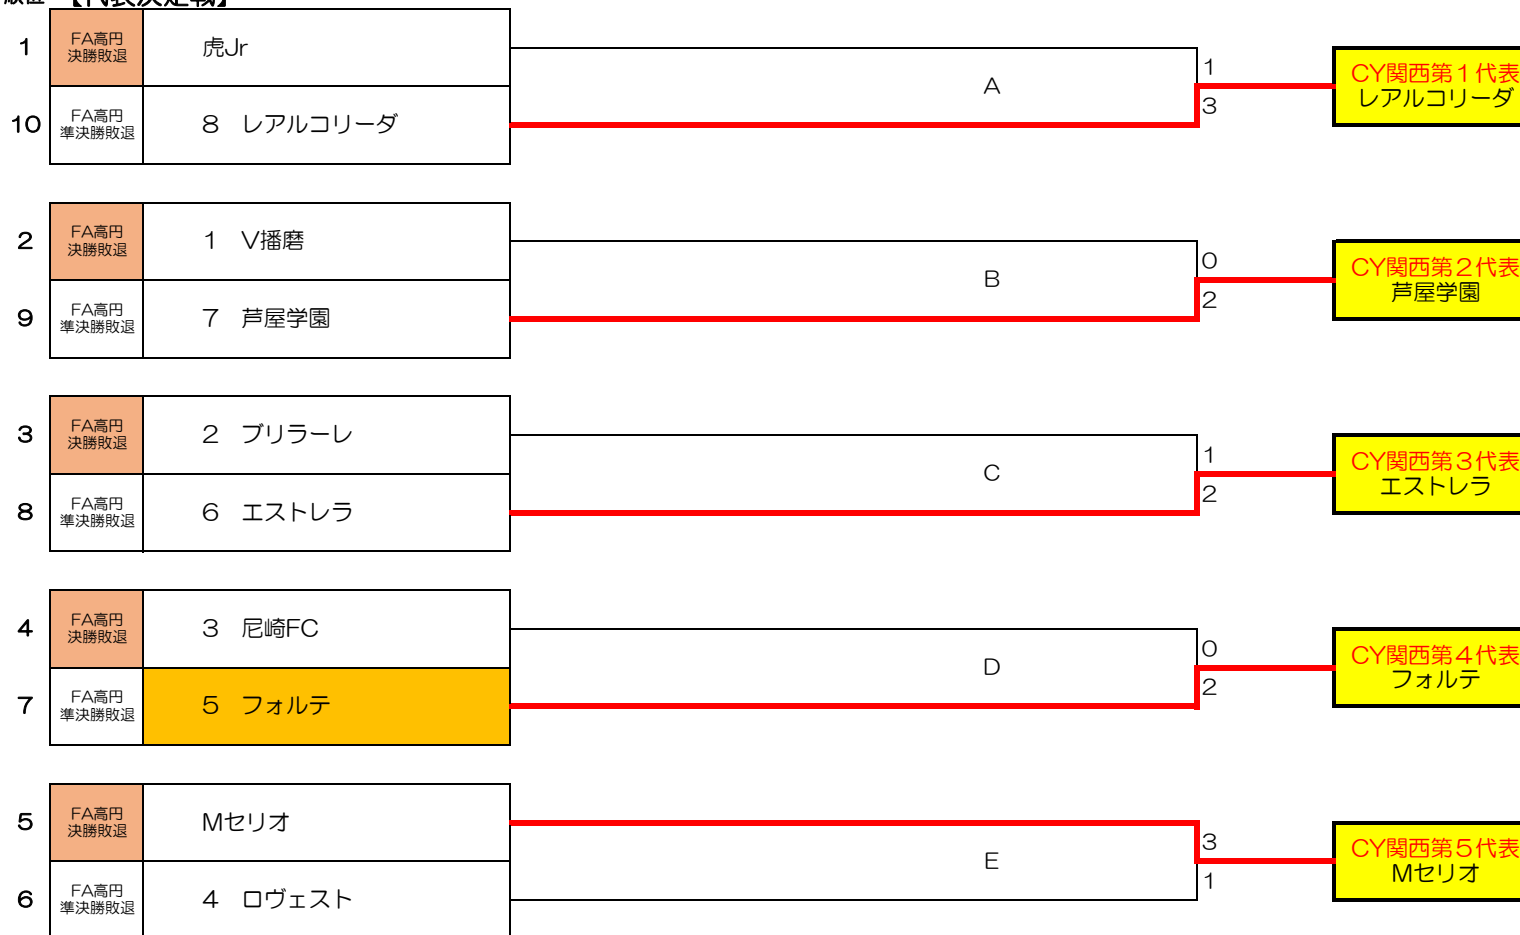 【代表決定戦】
1 FA高円 決勝敗退 虎Jr
A
1
3
CY関西第1代表
レアルコリーダ
10 FA高円 準決勝敗退 8 レアルコリーダ
2 FA高円 決勝敗退 1 V播磨
B
0
2
CY関西第2代表
芦屋学園
9 FA高円 準決勝敗退 7 芦屋学園
3 FA高円 決勝敗退 2 ブリラーレ
C
1
2
CY関西第3代表
エストレラ
8 FA高円 準決勝敗退 6 エストレラ
4 FA高円 決勝敗退 3 尼崎FC
D
0
2
CY関西第4代表
フォルテ
7 FA高円 準決勝敗退 5 フォルテ
5 FA高円 決勝敗退 Mセリオ
E
3
1
CY関西第5代表
Mセリオ
6 FA高円 準決勝敗退 4 ロヴェスト